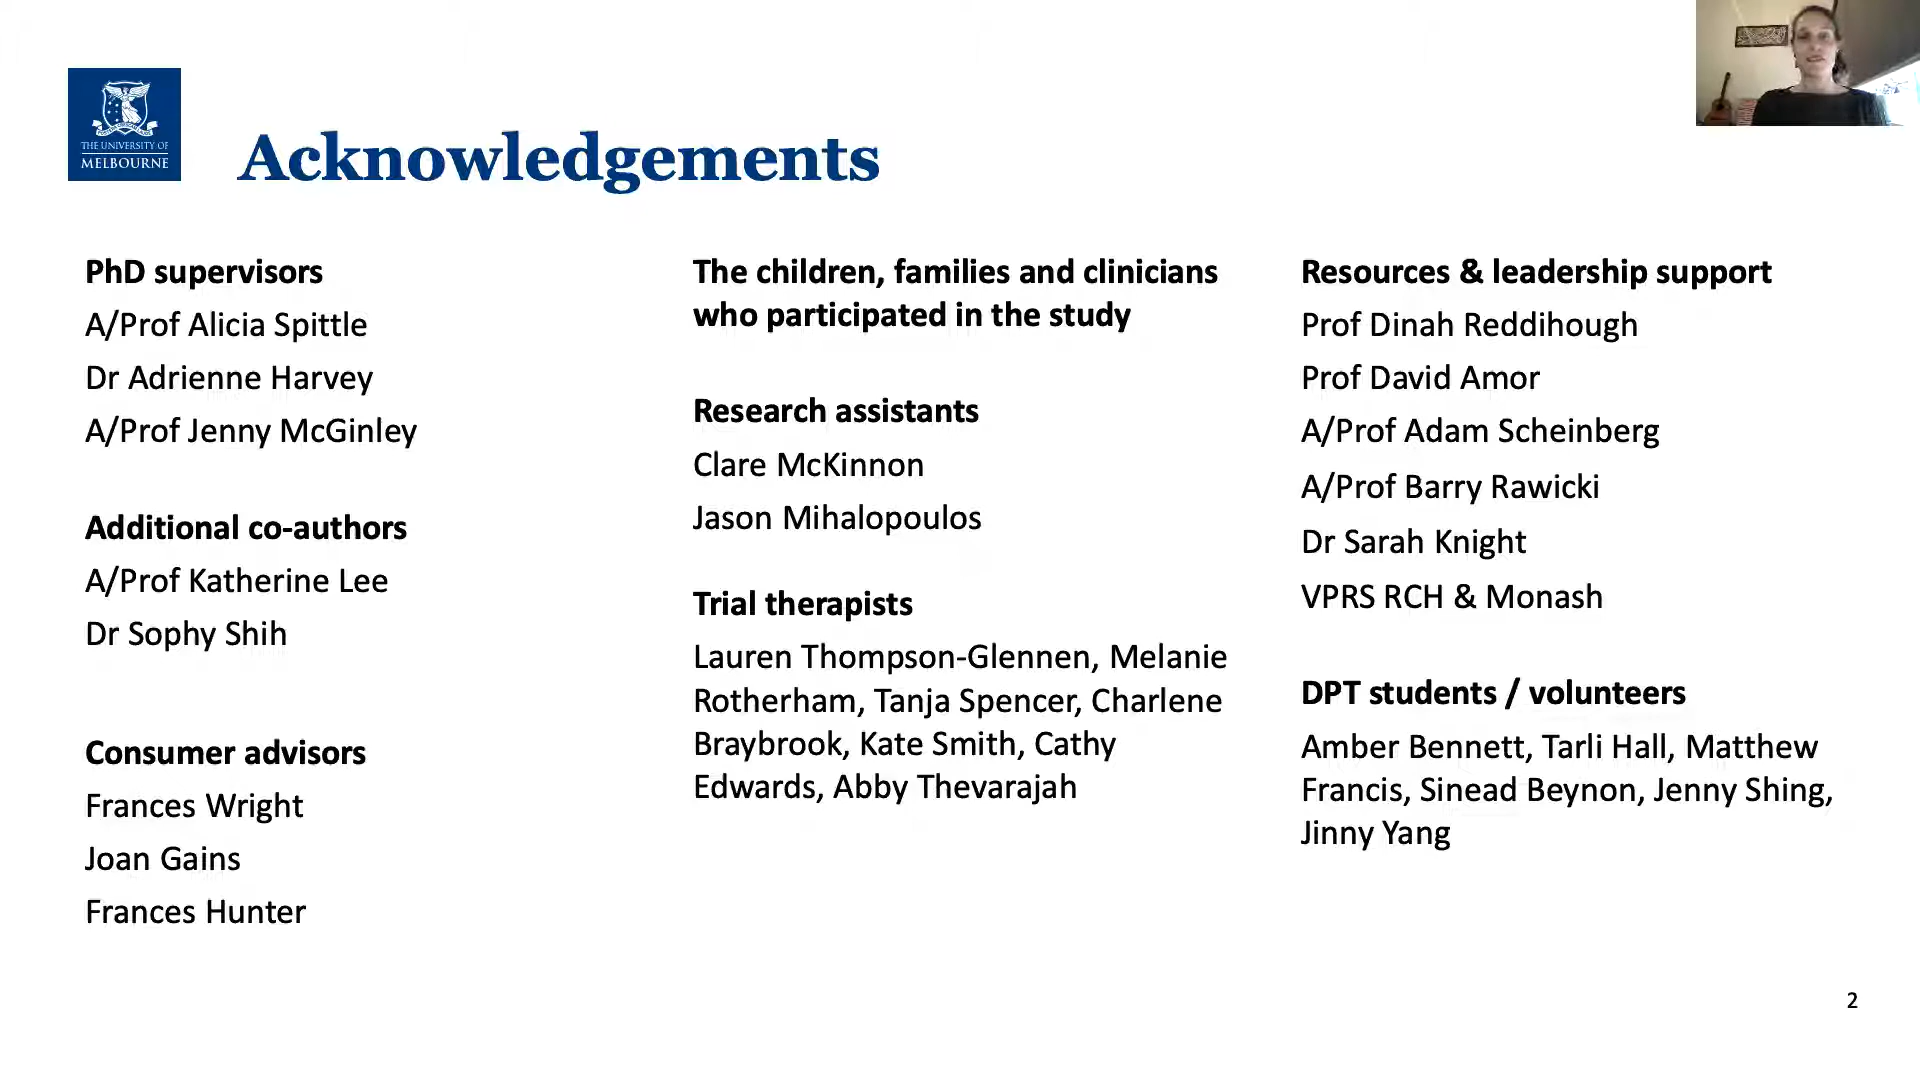 THE UNIVERSITY OF
MELBOURNE
Acknowledgements
PhD supervisors
A/Prof Alicia Spittle
Dr Adrienne Harvey
A/Prof Jenny McGinley
Additional co-authors
A/Prof Katherine Lee
Dr Sophy Shih
Consumer advisors
Frances Wright
Joan Gains
Frances Hunter
The children, families and clinicians
who participated in the study
Research assistants
Clare McKinnon
Jason Mihalopoulos
Trial therapists
Lauren Thompson-Glennen, Melanie
Rotherham, Tanja Spencer, Charlene
Braybrook, Kate Smith, Cathy
Edwards, Abby Thevarajah
Resources & leadership support
Prof Dinah Reddihough
Prof David Amor
A/Prof Adam Scheinberg
A/Prof Barry Rawicki
Dr Sarah Knight
VPRS RCH & Monash
DPT students / volunteers
Amber Bennett, Tarli Hall, Matthew
Francis, Sinead Beynon, Jenny Shing,
Jinny Yang
2